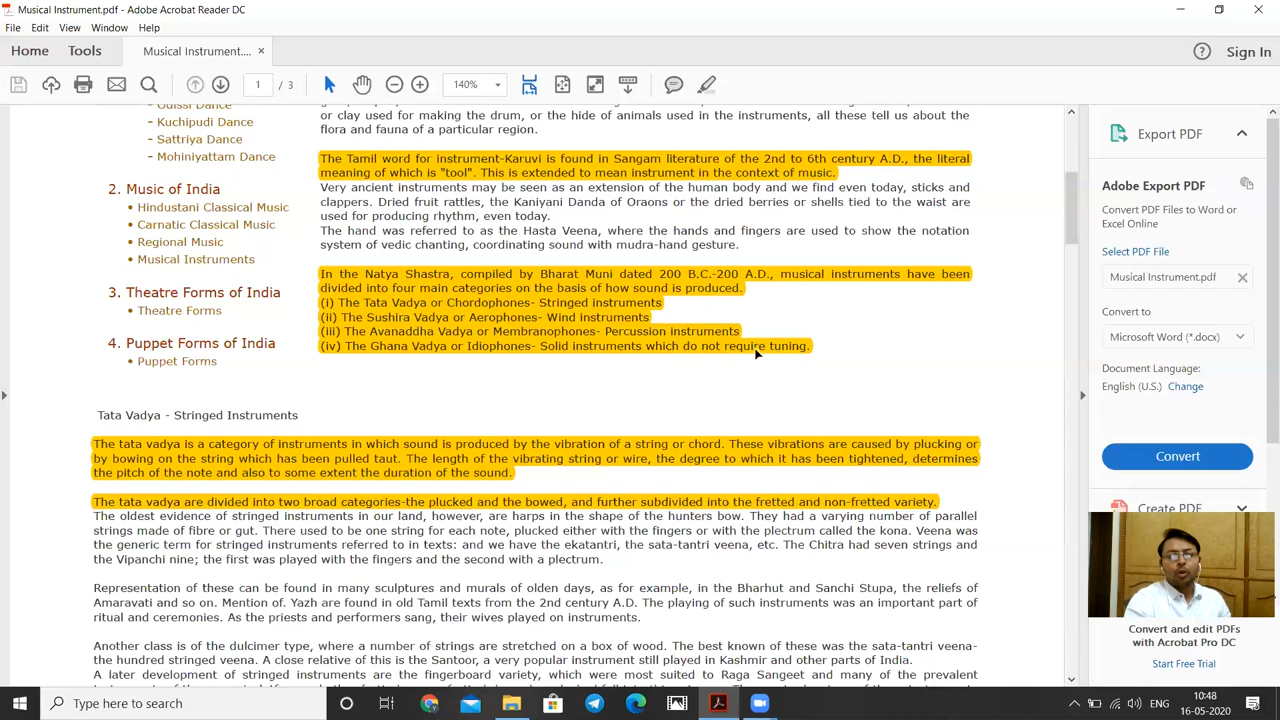 Musical Instrument.pdf - Adobe Acrobat Reader DC
File Edit View Window Help
Home Tools Musical Instrument.... × Sign In
1 / 3 140%
- Odissi Dance
- Kuchipudi Dance
- Sattriya Dance
- Mohiniyattam Dance
2. Music of India
• Hindustani Classical Music
• Carnatic Classical Music
• Regional Music
• Musical Instruments
3. Theatre Forms of India
• Theatre Forms
4. Puppet Forms of India
• Puppet Forms
or clay used for making the drum, or the hide of animals used in the instruments, all these tell us about the
flora and fauna of a particular region.
The Tamil word for instrument-Karuvi is found in Sangam literature of the 2nd to 6th century A.D., the literal
meaning of which is "tool". This is extended to mean instrument in the context of music.
Very ancient instruments may be seen as an extension of the human body and we find even today, sticks and
clappers. Dried fruit rattles, the Kaniyani Danda of Oraons or the dried berries or shells tied to the waist are
used for producing rhythm, even today.
The hand was referred to as the Hasta Veena, where the hands and fingers are used to show the notation
system of vedic chanting, coordinating sound with mudra-hand gesture.
In the Natya Shastra, compiled by Bharat Muni dated 200 B.C.-200 A.D., musical instruments have been
divided into four main categories on the basis of how sound is produced.
(i) The Tata Vadya or Chordophones- Stringed instruments
(ii) The Sushira Vadya or Aerophones- Wind instruments
(iii) The Avanaddha Vadya or Membranophones- Percussion instruments
(iv) The Ghana Vadya or Idiophones- Solid instruments which do not require tuning.
Tata Vadya - Stringed Instruments
The tata vadya is a category of instruments in which sound is produced by the vibration of a string or chord. These vibrations are caused by plucking or
by bowing on the string which has been pulled taut. The length of the vibrating string or wire, the degree to which it has been tightened, determines
the pitch of the note and also to some extent the duration of the sound.
The tata vadya are divided into two broad categories-the plucked and the bowed, and further subdivided into the fretted and non-fretted variety.
The oldest evidence of stringed instruments in our land, however, are harps in the shape of the hunters bow. They had a varying number of parallel
strings made of fibre or gut. There used to be one string for each note, plucked either with the fingers or with the plectrum called the kona. Veena was
the generic term for stringed instruments referred to in texts: and we have the ekatantri, the sata-tantri veena, etc. The Chitra had seven strings and
the Vipanchi nine; the first was played with the fingers and the second with a plectrum.
Representation of these can be found in many sculptures and murals of olden days, as for example, in the Bharhut and Sanchi Stupa, the reliefs of
Amaravati and so on. Mention of. Yazh are found in old Tamil texts from the 2nd century A.D. The playing of such instruments was an important part of
ritual and ceremonies. As the priests and performers sang, their wives played on instruments.
Another class is of the dulcimer type, where a number of strings are stretched on a box of wood. The best known of these was the sata-tantri veena-
the hundred stringed veena. A close relative of this is the Santoor, a very popular instrument still played in Kashmir and other parts of India.
A later development of stringed instruments are the fingerboard variety, which were most suited to Raga Sangeet and many of the prevalent
Export PDF
Adobe Export PDF
Convert PDF Files to Word or
Excel Online
Select PDF File
Musical Instrument.pdf
Convert to
Microsoft Word (*.docx)
Document Language:
English (U.S.) Change
Convert
Create PDF
Convert and edit PDFs
with Acrobat Pro DC
Start Free Trial
Type here to search
ENG
10:48
16-05-2020